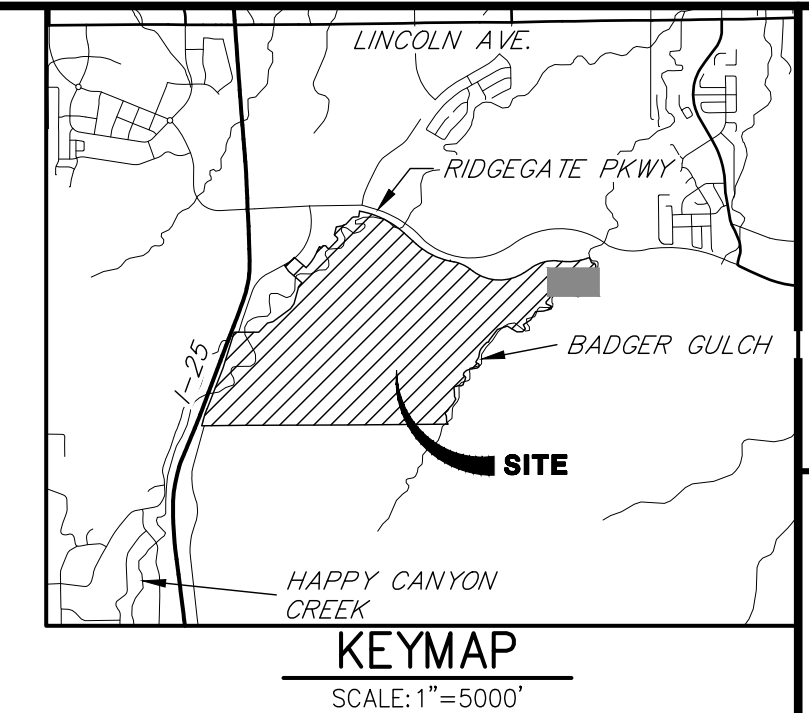 LINCOLN AVE.
RIDGEGATE PKWY
I-25
BADGER GULCH
SITE
HAPPY CANYON
CREEK
KEYMAP
SCALE: 1"=5000'